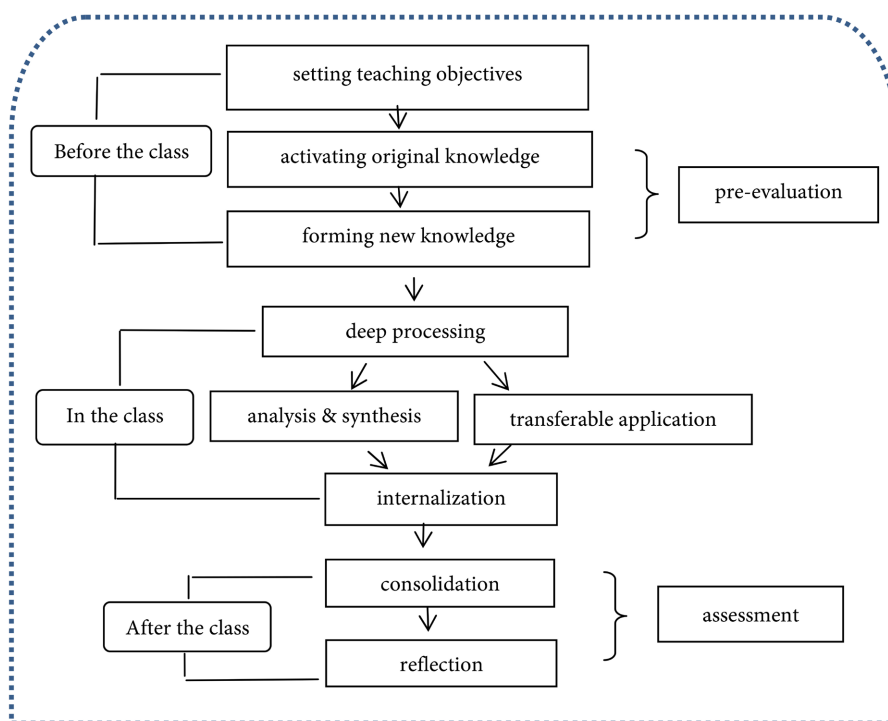 setting teaching objectives
Before the class
activating original knowledge
pre-evaluation
forming new knowledge
deep processing
In the class
analysis & synthesis
transferable application
internalization
consolidation
After the class
assessment
reflection